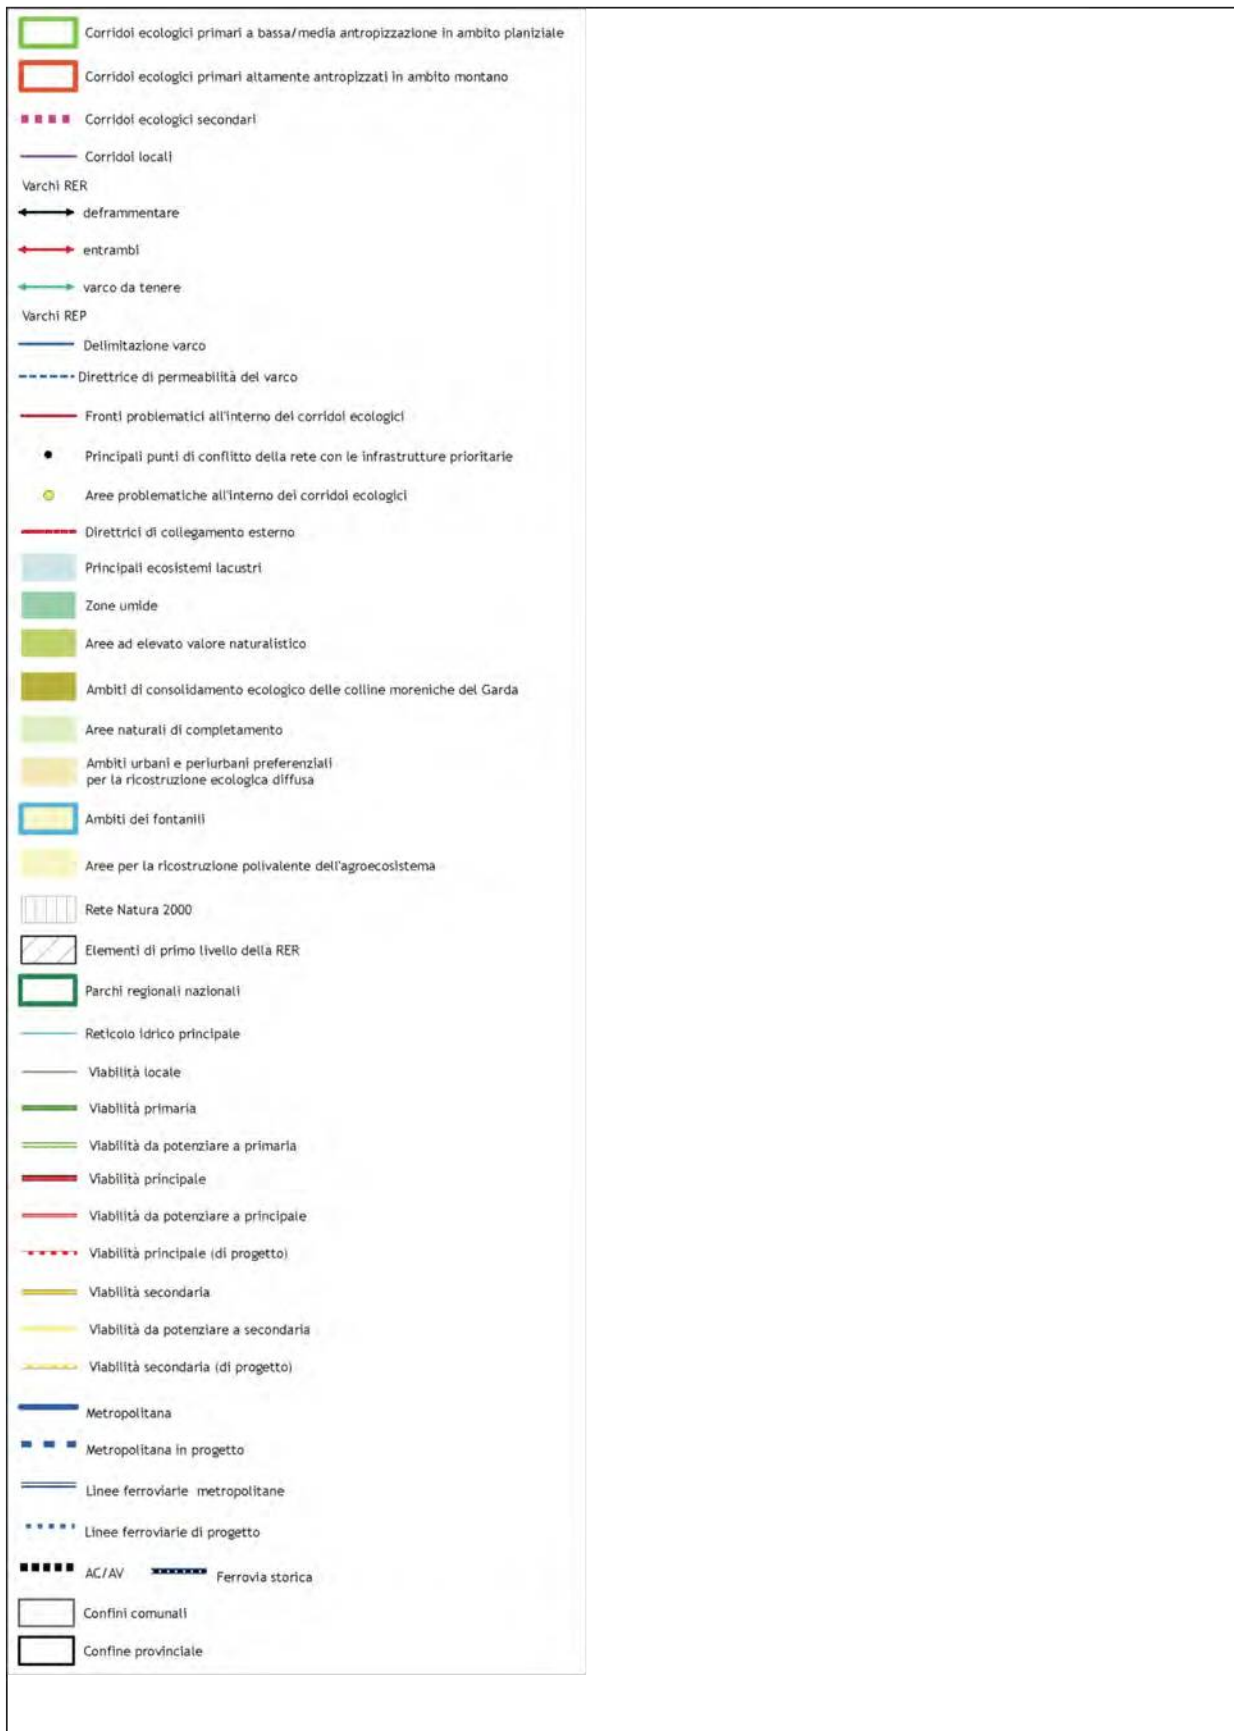 Corridoi ecologici primari a bassa/media antropizzazione in ambito planiziale
Corridoi ecologici primari altamente antropizzati in ambito montano
Corridoi ecologici secondari
Corridoi locali
Varchi RER
deframmentare
entrambi
varco da tenere
Varchi REP
Delimitazione varco
Direttrice di permeabilità del varco
Fronti problematici all'interno dei corridoi ecologici
Principali punti di conflitto della rete con le infrastrutture prioritarie
Aree problematiche all'interno dei corridoi ecologici
Direttrici di collegamento esterno
Principali ecosistemi lacustri
Zone umide
Aree ad elevato valore naturalistico
Ambiti di consolidamento ecologico delle colline moreniche del Garda
Aree naturali di completamento
Ambiti urbani e periurbani preferenziali
per la ricostruzione ecologica diffusa
Ambiti dei fontanili
Aree per la ricostruzione polivalente dell'agroecosistema
Rete Natura 2000
Elementi di primo livello della RER
Parchi regionali nazionali
Reticolo idrico principale
Viabilità locale
Viabilità primaria
Viabilità da potenziare a primaria
Viabilità principale
Viabilità da potenziare a principale
Viabilità principale (di progetto)
Viabilità secondaria
Viabilità da potenziare a secondaria
Viabilità secondaria (di progetto)
Metropolitana
Metropolitana in progetto
Linee ferroviarie metropolitane
Linee ferroviarie di progetto
AC/AV Ferrovia storica
Confini comunali
Confine provinciale